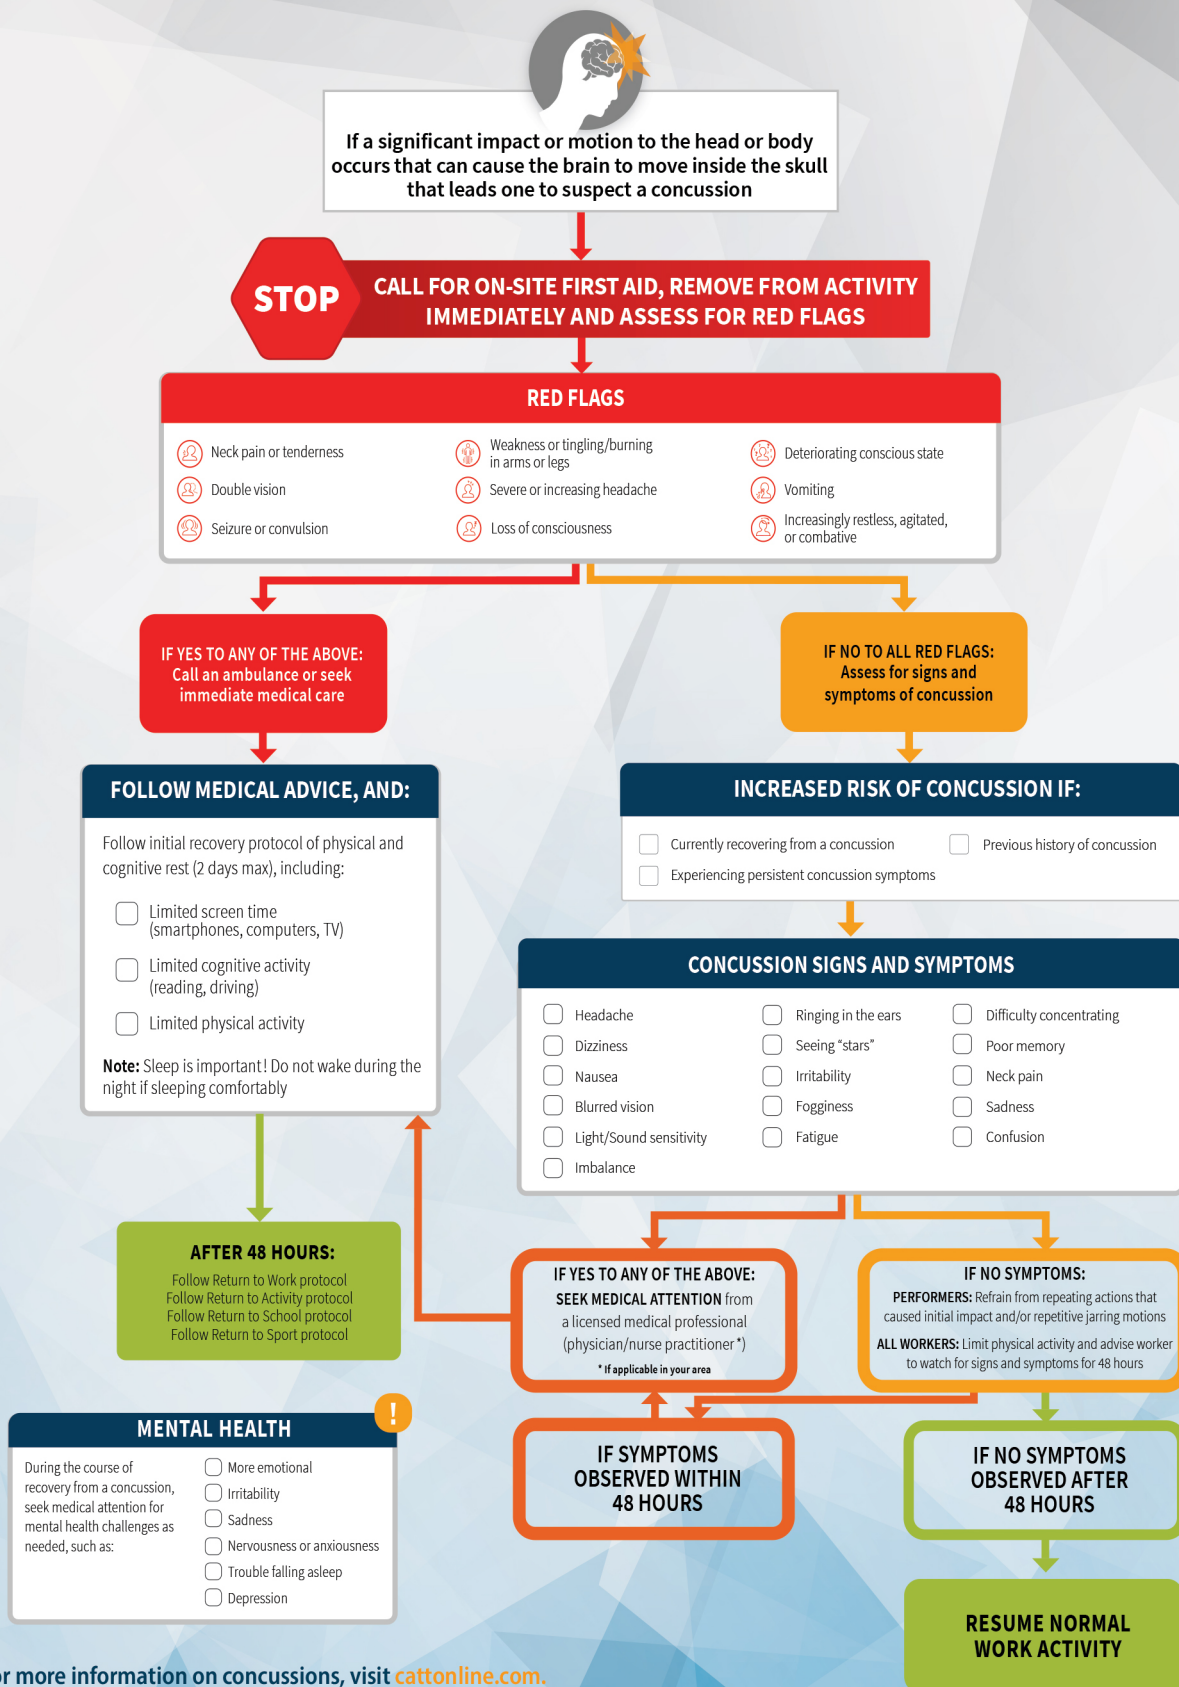 If a significant impact or motion to the head or body
occurs that can cause the brain to move inside the skull
that leads one to suspect a concussion
STOP
CALL FOR ON-SITE FIRST AID, REMOVE FROM ACTIVITY
IMMEDIATELY AND ASSESS FOR RED FLAGS
RED FLAGS
Neck pain or tenderness
Double vision
Seizure or convulsion
Weakness or tingling/burning
in arms or legs
Severe or increasing headache
Loss of consciousness
Deteriorating conscious state
Vomiting
Increasingly restless, agitated,
or combative
IF YES TO ANY OF THE ABOVE:
Call an ambulance or seek
immediate medical care
IF NO TO ALL RED FLAGS:
Assess for signs and
symptoms of concussion
FOLLOW MEDICAL ADVICE, AND:
Follow initial recovery protocol of physical and
cognitive rest (2 days max), including:
Limited screen time
(smartphones, computers, TV)
Limited cognitive activity
(reading, driving)
Limited physical activity
Note: Sleep is important! Do not wake during the
night if sleeping comfortably
INCREASED RISK OF CONCUSSION IF:
Currently recovering from a concussion
Previous history of concussion
Experiencing persistent concussion symptoms
CONCUSSION SIGNS AND SYMPTOMS
Headache
Dizziness
Nausea
Blurred vision
Light/Sound sensitivity
Imbalance
Ringing in the ears
Seeing “stars”
Irritability
Fogginess
Fatigue
Difficulty concentrating
Poor memory
Neck pain
Sadness
Confusion
AFTER 48 HOURS:
Follow Return to Work protocol
Follow Return to Activity protocol
Follow Return to School protocol
Follow Return to Sport protocol
IF YES TO ANY OF THE ABOVE:
SEEK MEDICAL ATTENTION from
a licensed medical professional
(physician/nurse practitioner*)
* If applicable in your area
IF NO SYMPTOMS:
PERFORMERS: Refrain from repeating actions that
caused initial impact and/or repetitive jarring motions
ALL WORKERS: Limit physical activity and advise worker
to watch for signs and symptoms for 48 hours
IF SYMPTOMS
OBSERVED WITHIN
48 HOURS
IF NO SYMPTOMS
OBSERVED AFTER
48 HOURS
RESUME NORMAL
WORK ACTIVITY
!
MENTAL HEALTH
During the course of
recovery from a concussion,
seek medical attention for
mental health challenges as
needed, such as:
More emotional
Irritability
Sadness
Nervousness or anxiousness
Trouble falling asleep
Depression
or more information on concussions, visit cattonline.com.